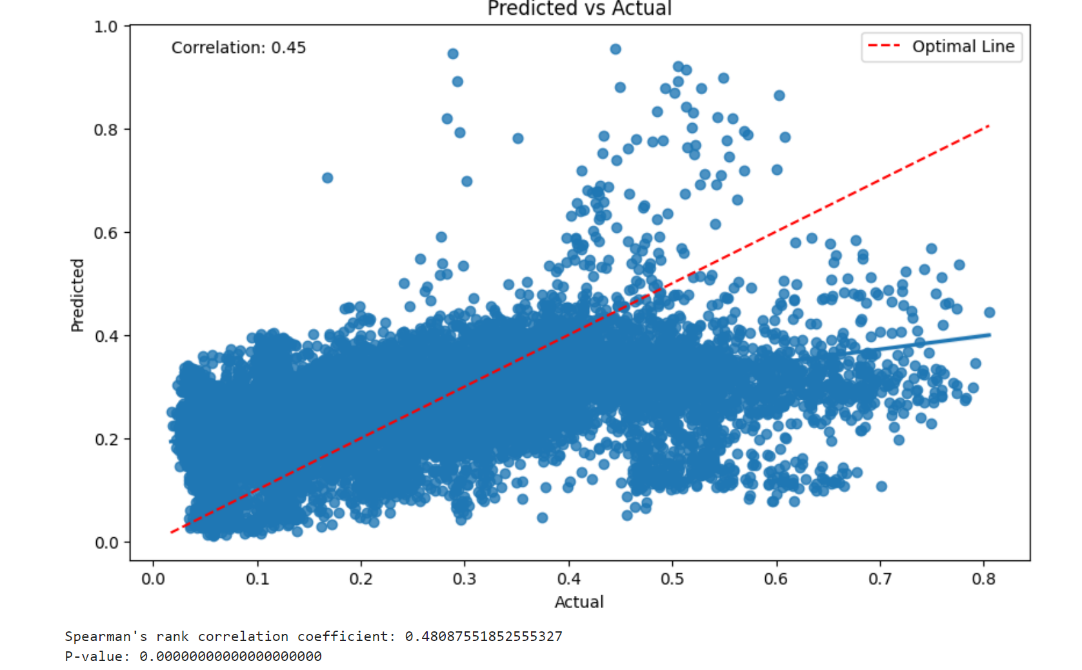 Predicted vs Actual
Correlation: 0.45
Optimal Line
1.0
0.8
0.6
0.4
0.2
0.0
Predicted
0.0 0.1 0.2 0.3 0.4 0.5 0.6 0.7 0.8
Actual
Spearman's rank correlation coefficient: 0.48087551852555327
P-value: 0.00000000000000000000